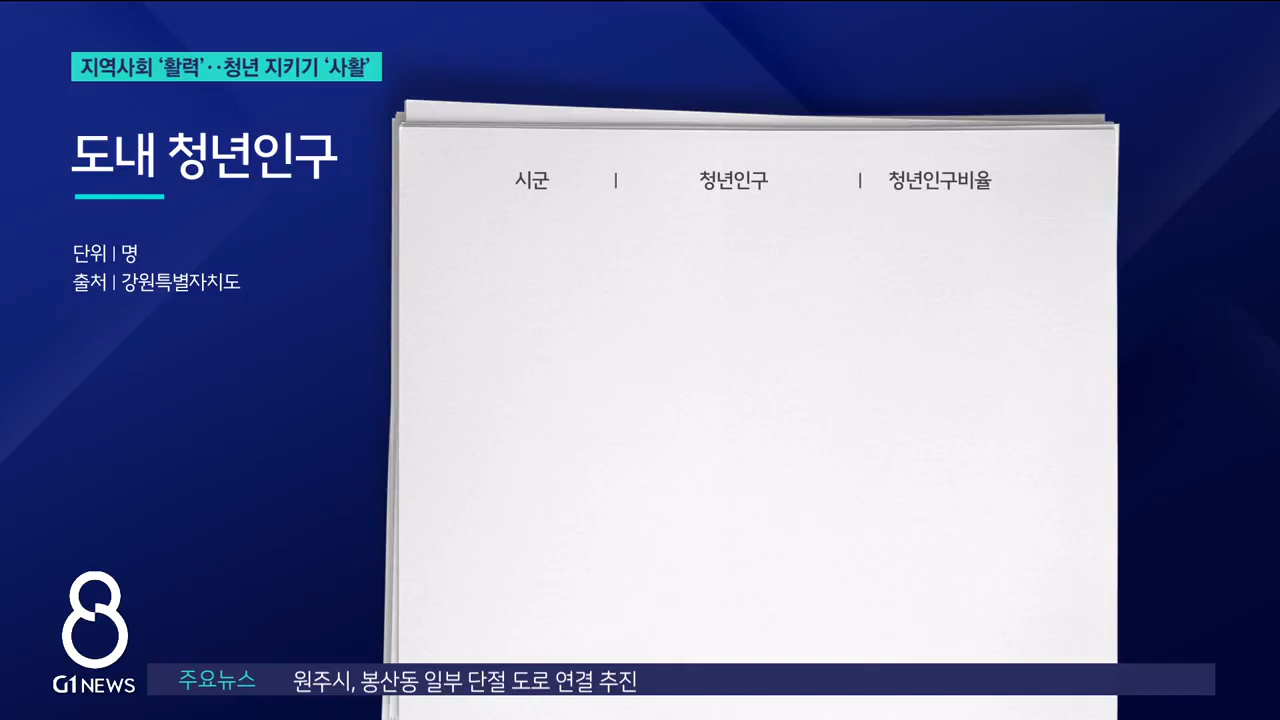 지역사회 ‘활력’‥청년 지키기 ‘사활’
도내 청년인구
단위 | 명
출처 | 강원특별자치도
시군 | 청년인구 | 청년인구비율
8
G1 NEWS
주요뉴스 원주시, 봉산동 일부 단절 도로 연결 추진